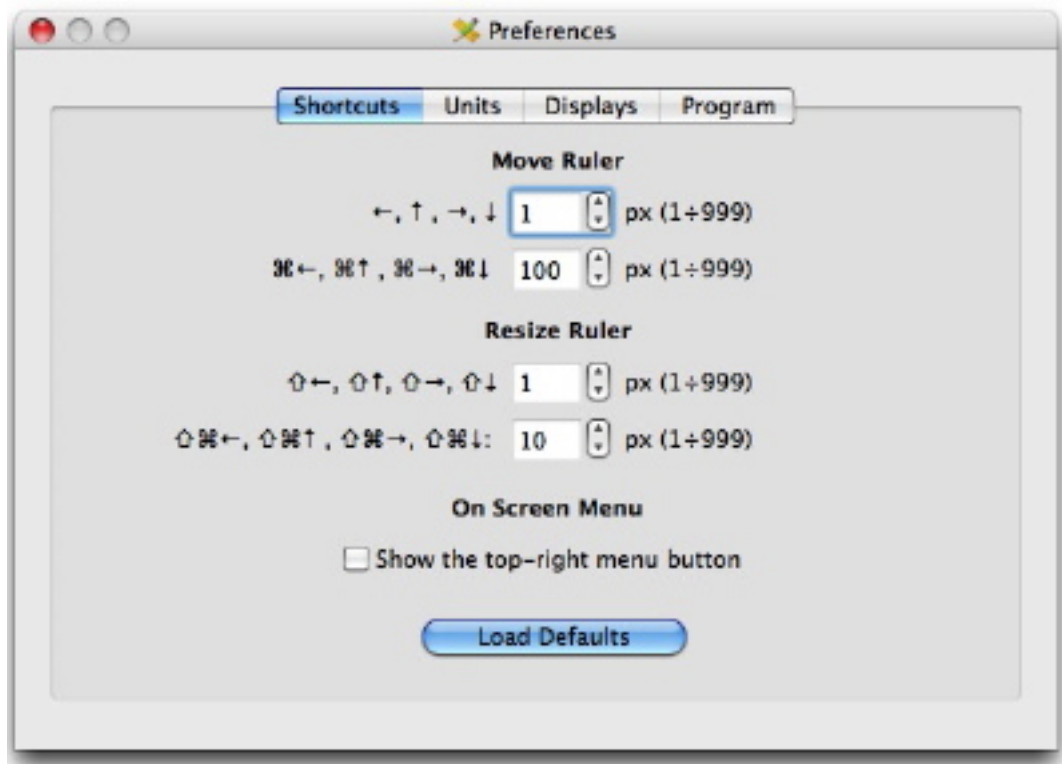 Preferences
Shortcuts Units Displays Program
Move Ruler
←, ↑ , →, ↓ 1 px (1÷999)
⌘←, ⌘↑ , ⌘→, ⌘↓ 100 px (1÷999)
Resize Ruler
⇧←, ⇧↑, ⇧→, ⇧↓ 1 px (1÷999)
⇧⌘←, ⇧⌘↑ , ⇧⌘→, ⇧⌘↓: 10 px (1÷999)
On Screen Menu
Show the top-right menu button
Load Defaults